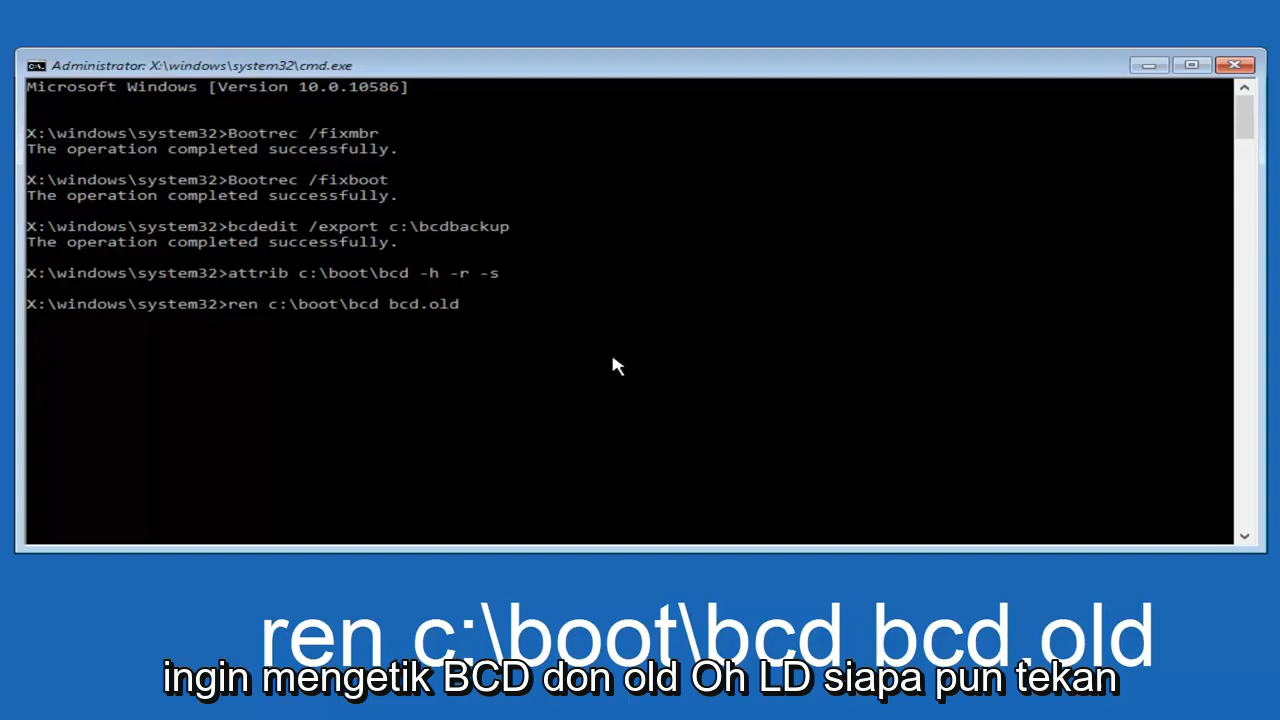 Administrator: X:\windows\system32\cmd.exe
Microsoft Windows [Version 10.0.10586]
X:\windows\system32>Bootrec /fixmbr
The operation completed successfully.
X:\windows\system32>Bootrec /fixboot
The operation completed successfully.
X:\windows\system32>bcdedit /export c:\bcdbackup
The operation completed successfully.
X:\windows\system32>attrib c:\boot\bcd -h -r -s
X:\windows\system32>ren c:\boot\bcd bcd.old
ren c:\boot\bcd bcd.old
ingin mengetik BCD don old Oh LD siapa pun tekan